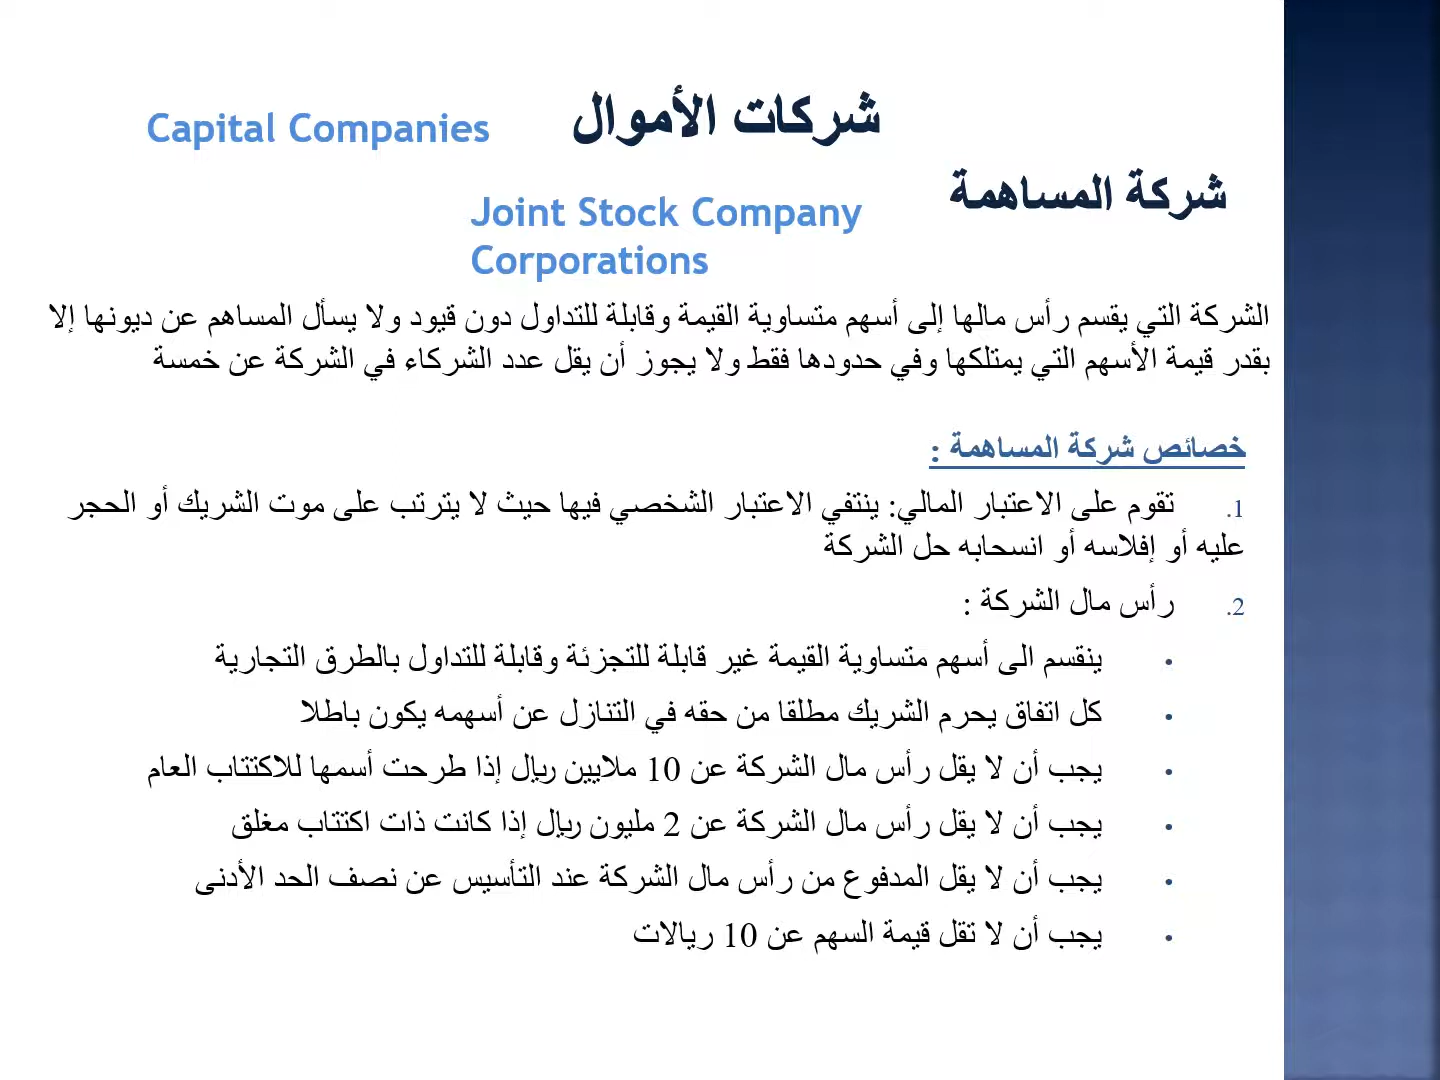 شركات الأموال Capital Companies
شركة المساهمة Joint Stock Company
Corporations
الشركة التي يقسم رأس مالها إلى أسهم متساوية القيمة وقابلة للتداول دون قيود ولا يسأل المساهم عن ديونها إلا
بقدر قيمة الأسهم التي يمتلكها وفي حدودها فقط ولا يجوز أن يقل عدد الشركاء في الشركة عن خمسة
خصائص شركة المساهمة :
1. تقوم على الاعتبار المالي: ينتفي الاعتبار الشخصي فيها حيث لا يترتب على موت الشريك أو الحجر
عليه أو إفلاسه أو انسحابه حل الشركة
2. رأس مال الشركة :
• ينقسم الى أسهم متساوية القيمة غير قابلة للتجزئة وقابلة للتداول بالطرق التجارية
• كل اتفاق يحرم الشريك مطلقا من حقه في التنازل عن أسهمه يكون باطلا
• يجب أن لا يقل رأس مال الشركة عن 10 ملايين ريال إذا طرحت أسمها للاكتتاب العام
• يجب أن لا يقل رأس مال الشركة عن 2 مليون ريال إذا كانت ذات اكتتاب مغلق
• يجب أن لا يقل المدفوع من رأس مال الشركة عند التأسيس عن نصف الحد الأدنى
• يجب أن لا تقل قيمة السهم عن 10 ريالات